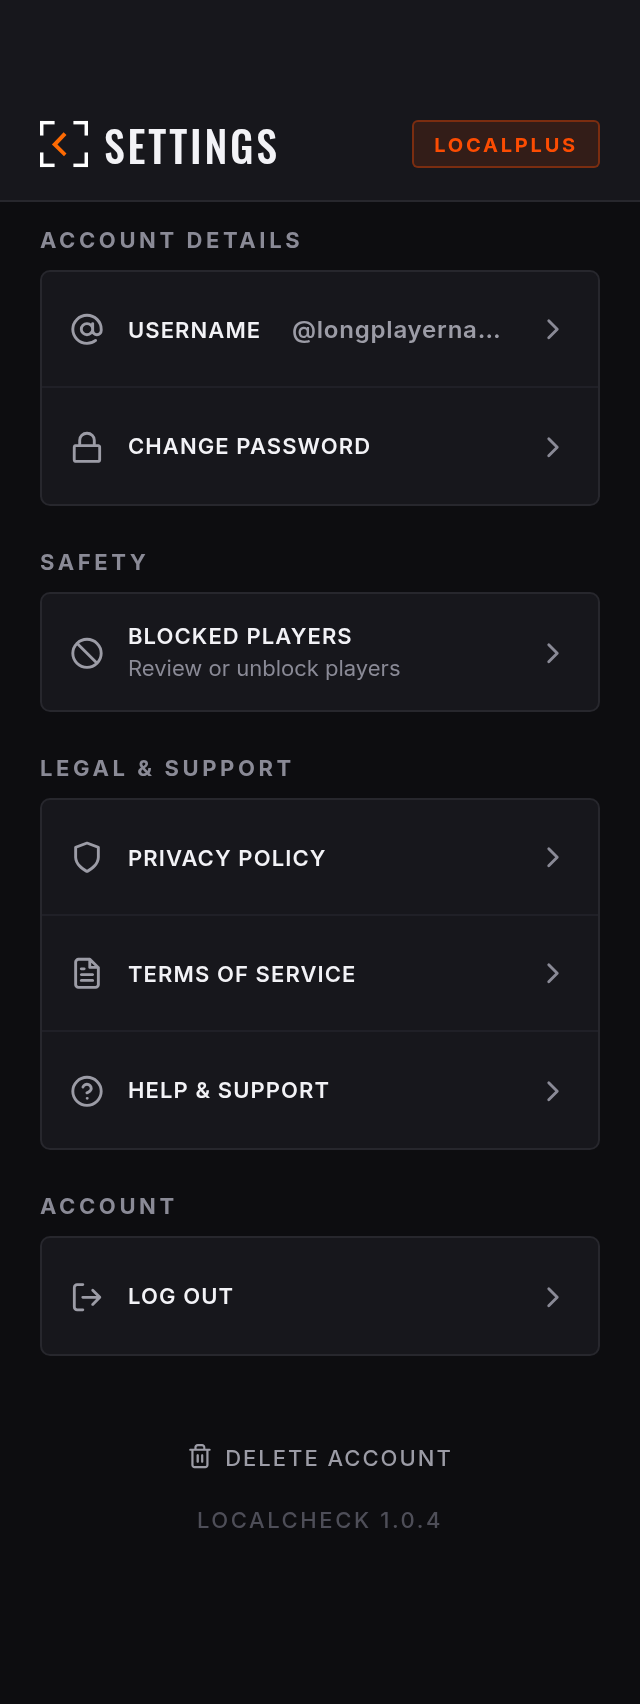 SETTINGS
LOCALPLUS
ACCOUNT DETAILS
USERNAME @longplayerna...
CHANGE PASSWORD
SAFETY
BLOCKED PLAYERS
Review or unblock players
LEGAL & SUPPORT
PRIVACY POLICY
TERMS OF SERVICE
HELP & SUPPORT
ACCOUNT
LOG OUT
DELETE ACCOUNT
LOCALCHECK 1.0.4